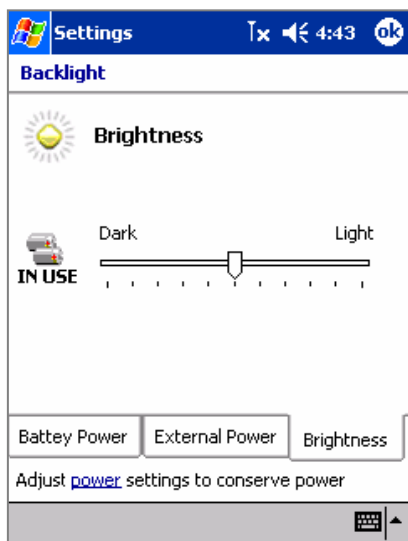 Settings 4:43 ok
Backlight
Brightness
Dark Light
IN USE
Battey Power External Power Brightness
Adjust power settings to conserve power